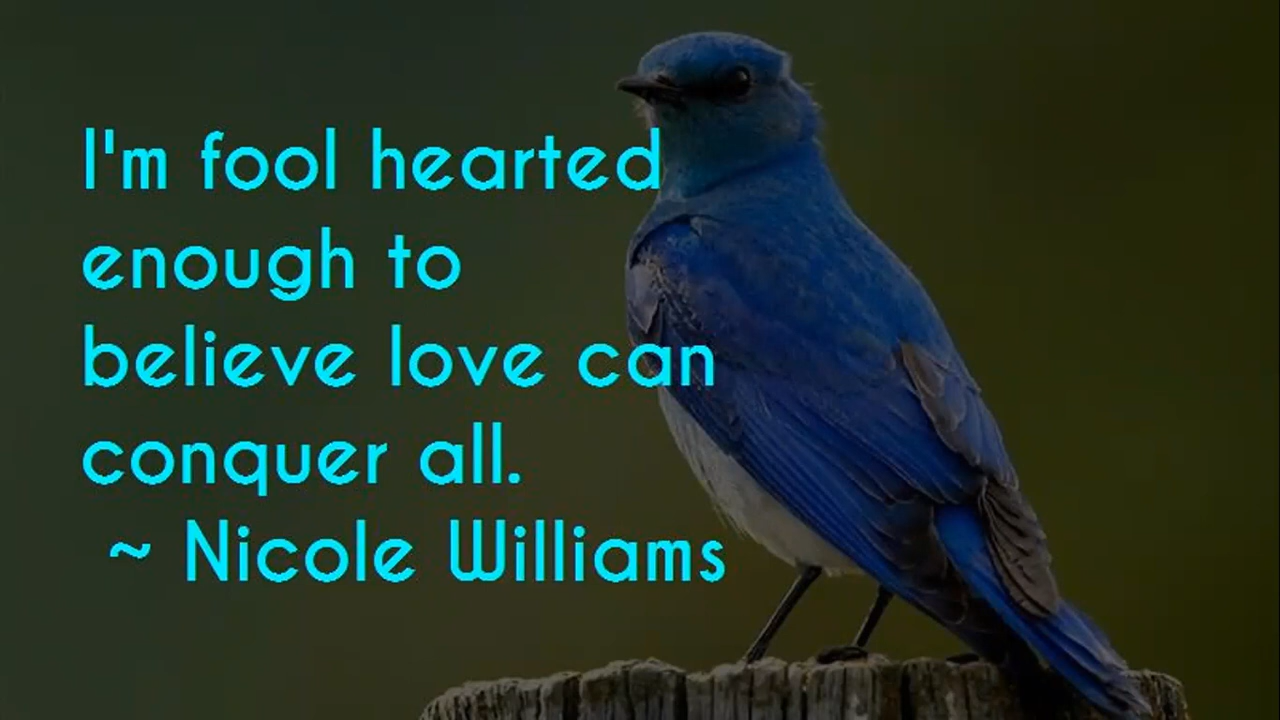 I'm fool hearted
enough to
believe love can
conquer all.
~ Nicole Williams